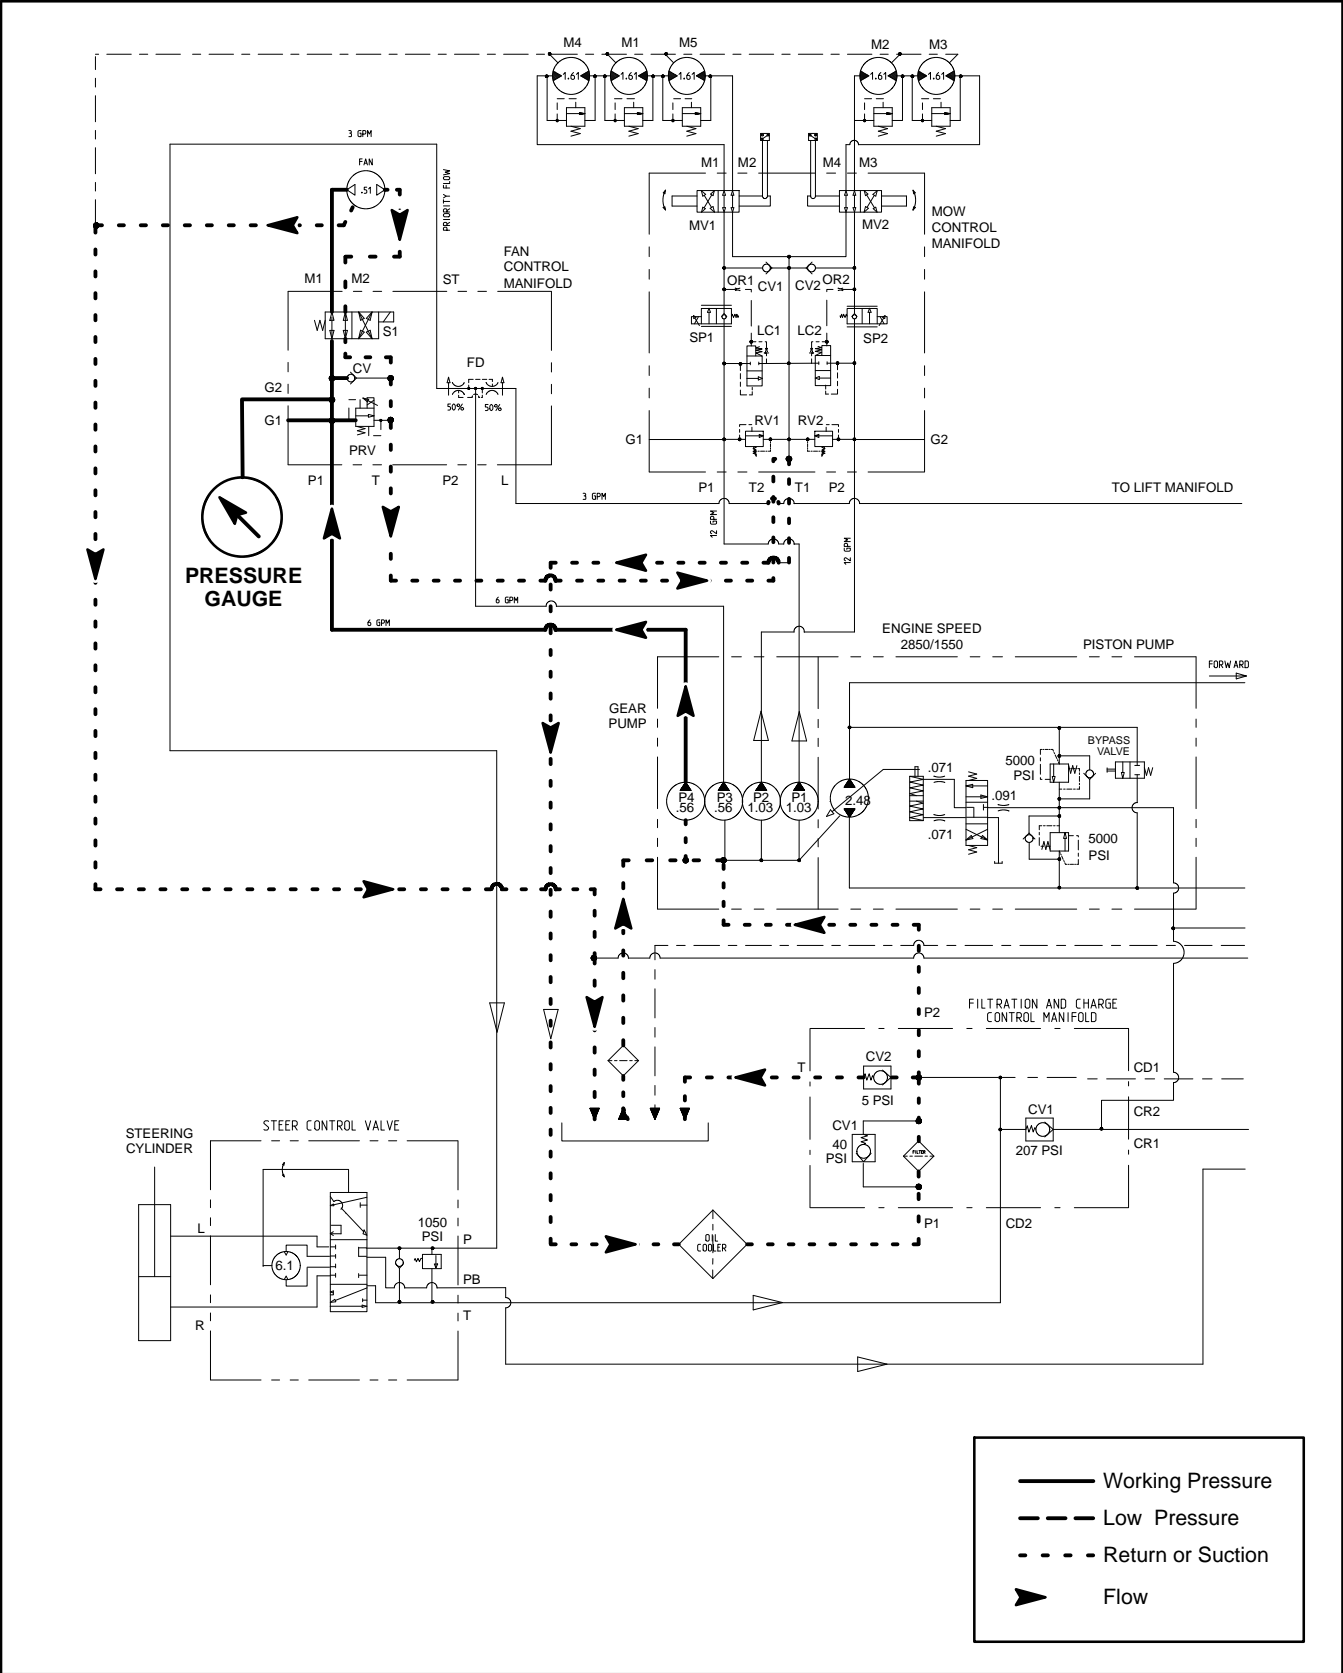 M4 M1 M5 M2 M3
1.61 1.61 1.61 1.61 1.61
3 GPM
FAN
.51
PRIORITY FLOW
M1 M2 M4 M3
MV1 MV2
MOW
CONTROL
MANIFOLD
FAN
CONTROL
MANIFOLD
M1 M2 ST
OR1 CV1 CV2 OR2
S1
SP1 LC1 LC2 SP2
CV FD
G2
50% 50%
G1
PRV
RV1 RV2
G1 G2
P1 T P2 L
P1 T2 T1 P2
3 GPM
TO LIFT MANIFOLD
12 GPM
12 GPM
PRESSURE
GAUGE
6 GPM
6 GPM
ENGINE SPEED
2850/1550
PISTON PUMP
FORWARD
GEAR
PUMP
BYPASS
VALVE
5000
PSI
.071
.091
P4
.56
P3
.56
P2
1.03
P1
1.03
2.48
.071
5000
PSI
P2
FILTRATION AND CHARGE
CONTROL MANIFOLD
T CV2
5 PSI
CD1
CV1
40
PSI
FILTER
CV1
207 PSI
CR2
CR1
P1 CD2
STEERING
CYLINDER
STEER CONTROL VALVE
L
1050
PSI
P
6.1
PB
R
T
OIL
COOLER
Working Pressure
Low Pressure
Return or Suction
Flow